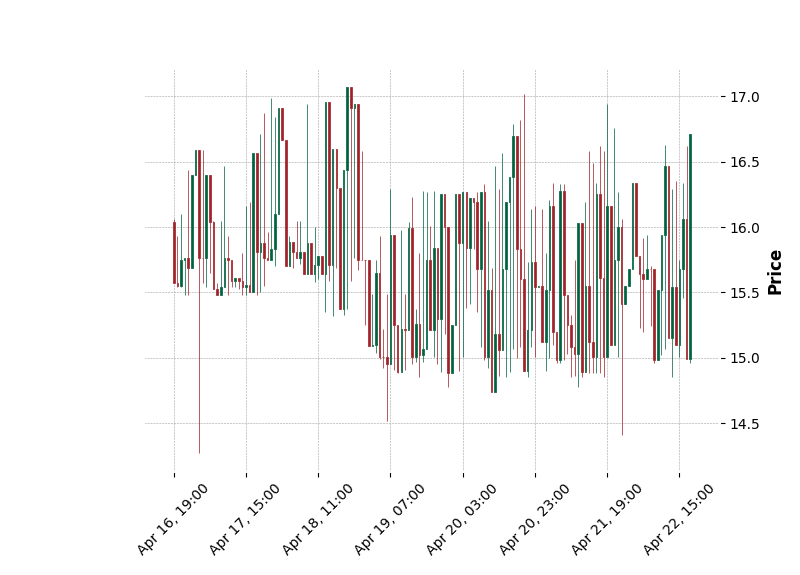 17.0
16.5
16.0
15.5
15.0
14.5
Price
Apr 16, 19:00
Apr 17, 15:00
Apr 18, 11:00
Apr 19, 07:00
Apr 20, 03:00
Apr 20, 23:00
Apr 21, 19:00
Apr 22, 15:00